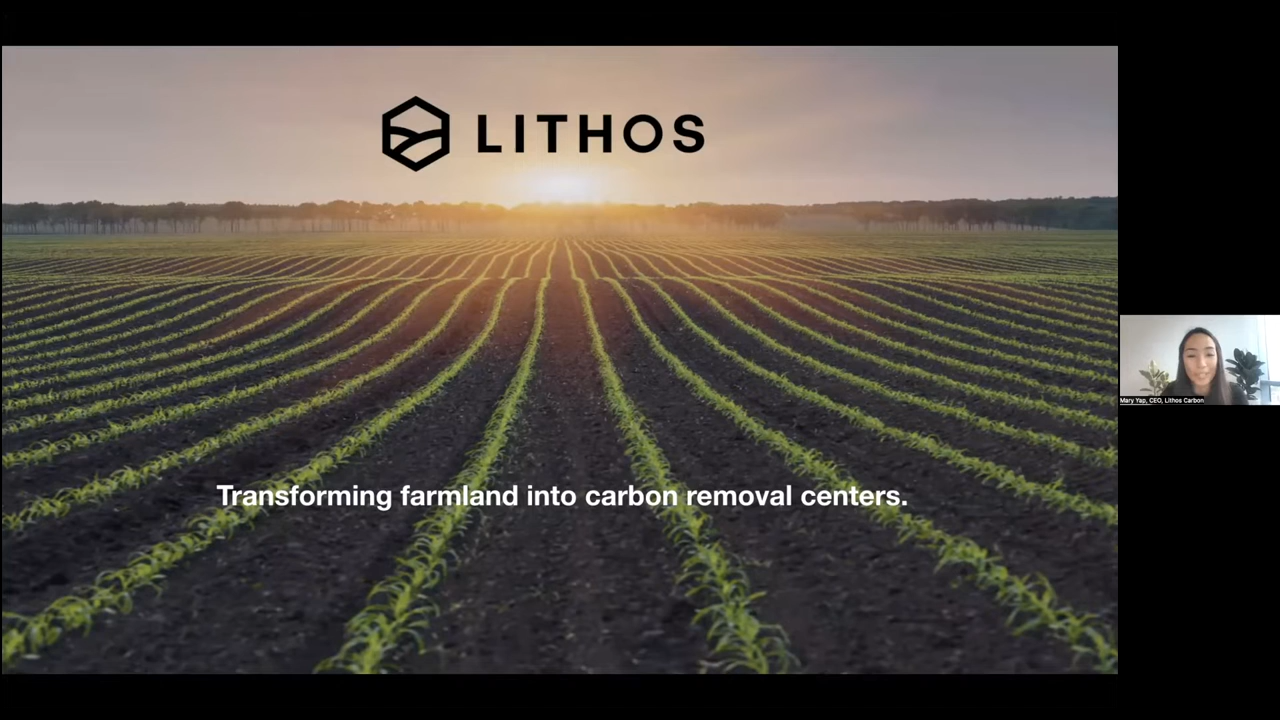 LITHOS
Transforming farmland into carbon removal centers.
Mary Yap, CEO, Lithos Carbon